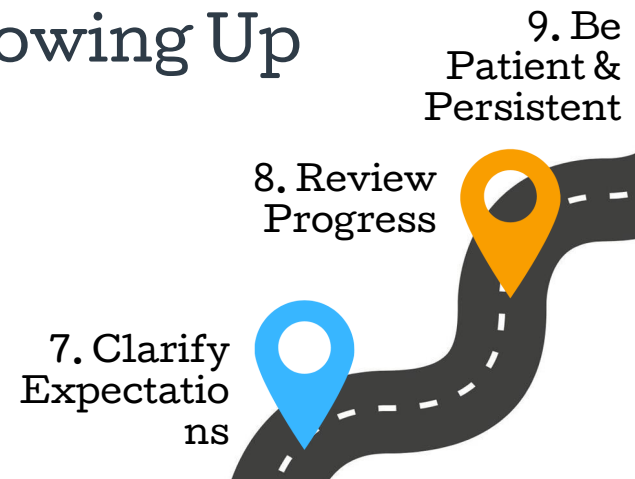 owing Up
9. Be
Patient &
Persistent
8. Review
Progress
7. Clarify
Expectatio
ns